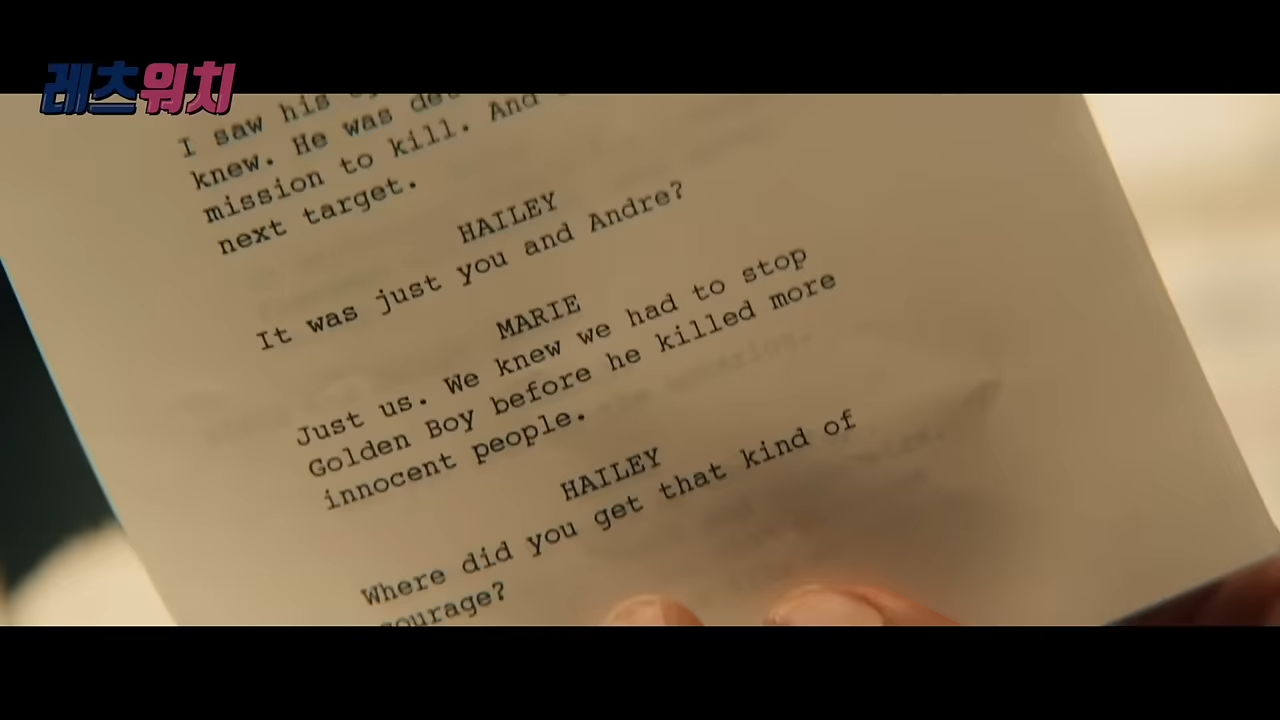 레츠워치
I saw his
knew. He was
mission to kill. And
next target.
HAILEY
It was just you and Andre?
MARIE
Just us. We knew we had to stop
Golden Boy before he killed more
innocent people.
HAILEY
Where did you get that kind of
courage?